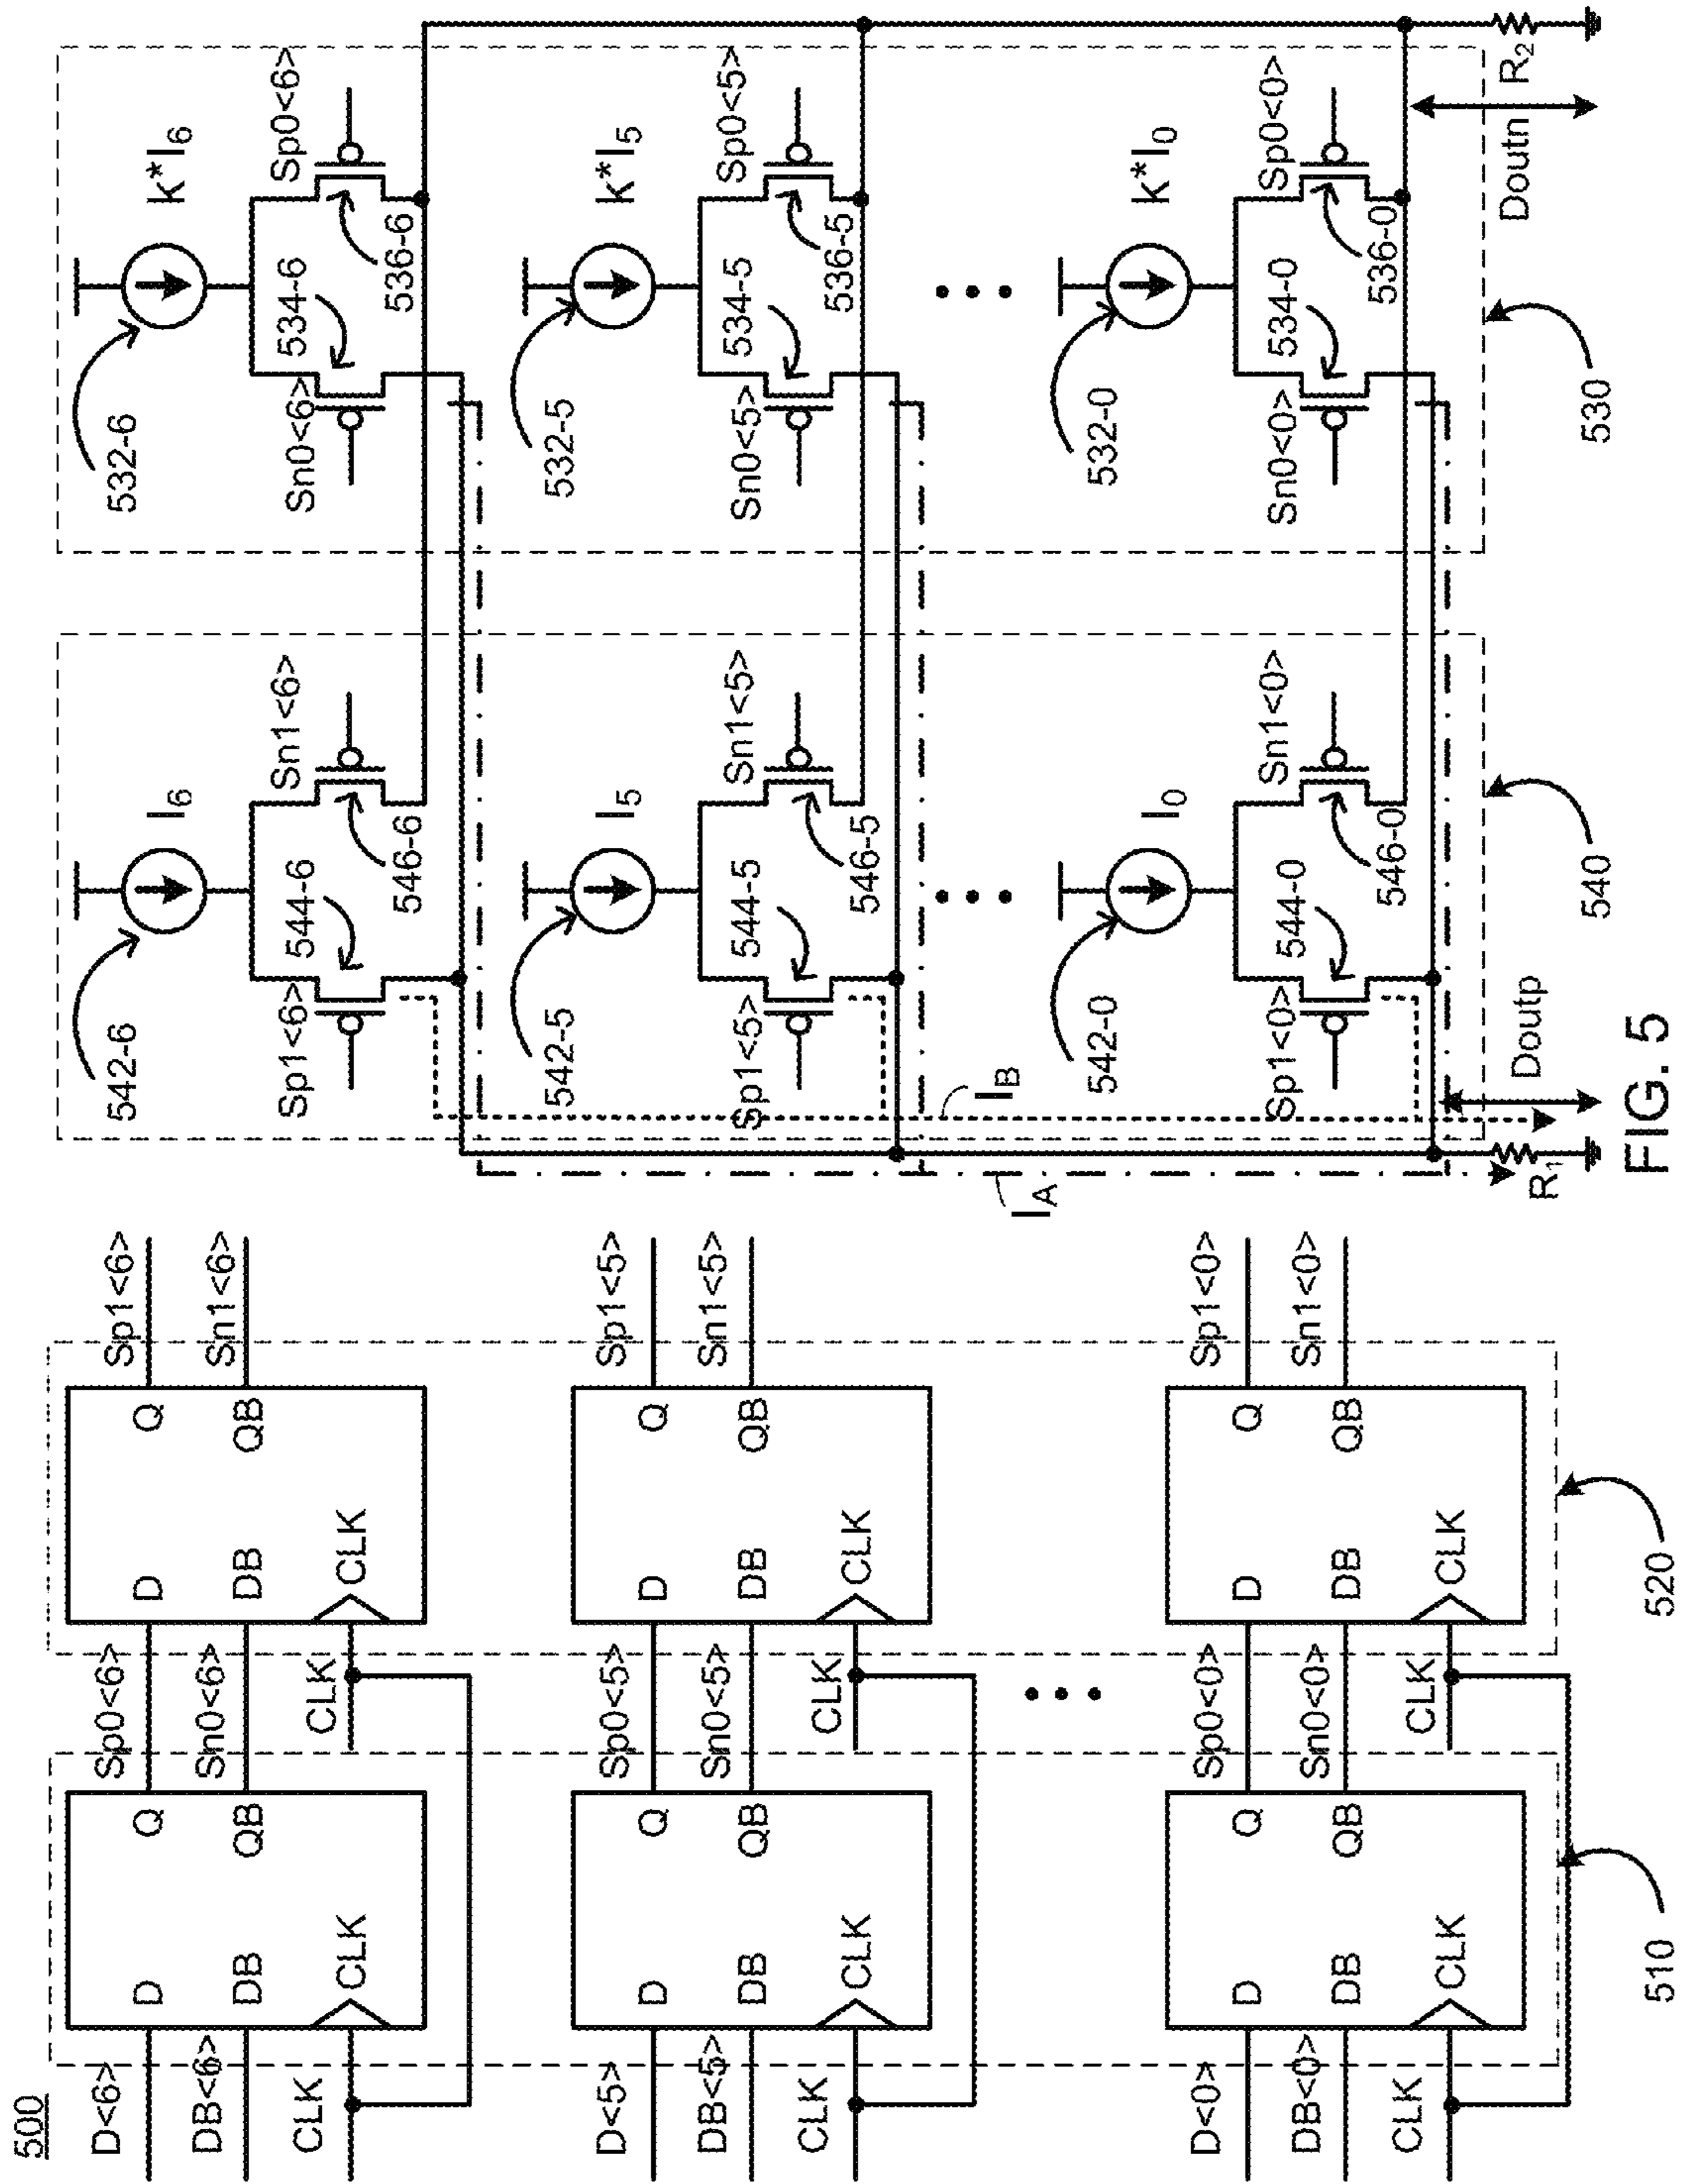 500
D<6>
DB<6>
CLK
D
DB
CLK
Q
QB
Sp0<6>
Sn0<6>
CLK
D
DB
CLK
Q
QB
Sp1<6>
Sn1<6>
D<5>
DB<5>
CLK
D
DB
CLK
Q
QB
Sp0<5>
Sn0<5>
CLK
D
DB
CLK
Q
QB
Sp1<5>
Sn1<5>
D<0>
DB<0>
CLK
D
DB
CLK
Q
QB
Sp0<0>
Sn0<0>
CLK
D
DB
CLK
Q
QB
Sp1<0>
Sn1<0>
510
520
542-6
I6
Sp1<6>
544-6
546-6
Sn1<6>
532-6
k*I6
Sn0<6>
534-6
536-6
Sp0<6>
542-5
I5
Sp1<5>
544-5
546-5
Sn1<5>
532-5
k*I5
Sn0<5>
534-5
536-5
Sp0<5>
IA
IB
542-0
I0
Sp1<0>
544-0
546-0
Sn1<0>
532-0
k*I0
Sn0<0>
534-0
536-0
Sp0<0>
R1
Doutp
540
530
Doutn
R2
FIG. 5